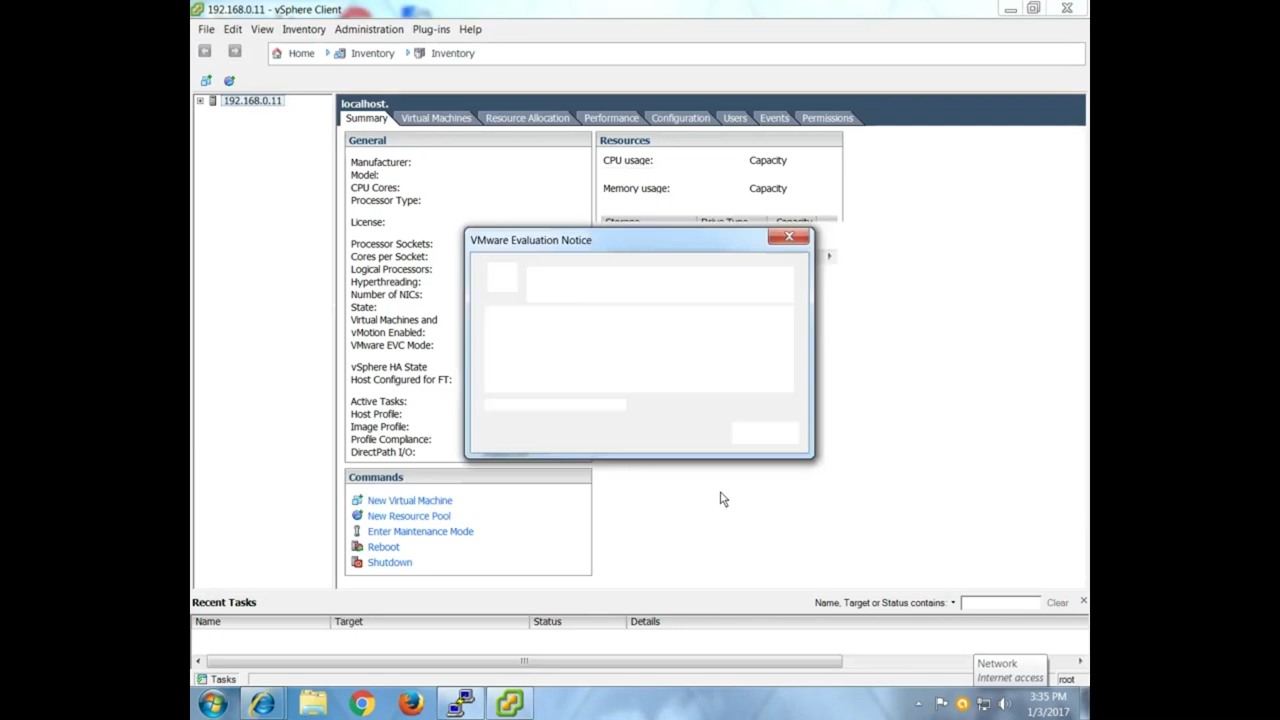 192.168.0.11 - vSphere Client
File Edit View Inventory Administration Plug-ins Help
Home Inventory Inventory
192.168.0.11
localhost.
Summary Virtual Machines Resource Allocation Performance Configuration Users Events Permissions
General
Manufacturer:
Model:
CPU Cores:
Processor Type:
License:
Processor Sockets:
Cores per Socket:
Logical Processors:
Hyperthreading:
Number of NICs:
State:
Virtual Machines and
vMotion Enabled:
VMware EVC Mode:
vSphere HA State
Host Configured for FT:
Active Tasks:
Host Profile:
Image Profile:
Profile Compliance:
DirectPath I/O:
Resources
CPU usage: Capacity
Memory usage: Capacity
Storage Drive Type Capacity
VMware Evaluation Notice
Commands
New Virtual Machine
New Resource Pool
Enter Maintenance Mode
Reboot
Shutdown
Recent Tasks
Name, Target or Status contains: Clear
Name Target Status Details
Tasks
root
Network
Internet access
3:35 PM
1/3/2017